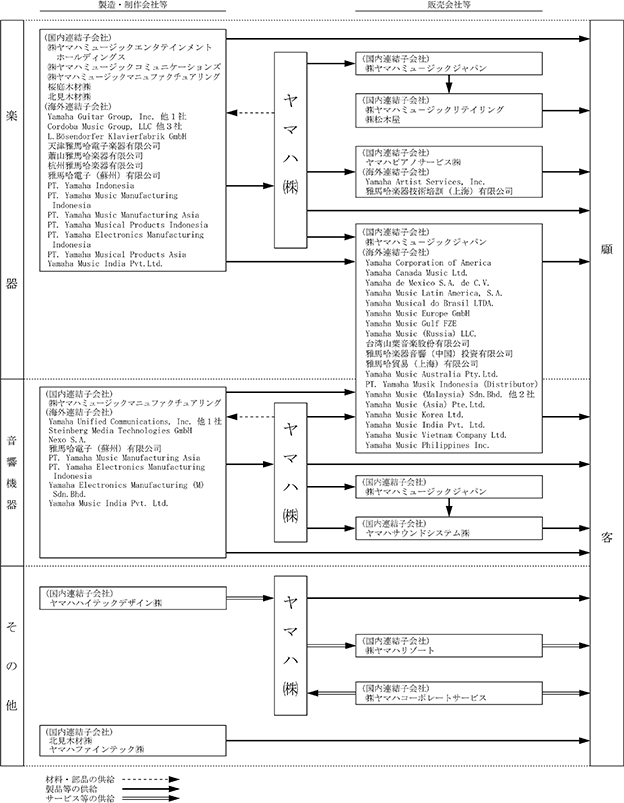 製造・制作会社等
販売会社等
楽
器
(国内連結子会社)
㈱ヤマハミュージックエンタテインメント
ホールディングス
㈱ヤマハミュージックコミュニケーションズ
㈱ヤマハミュージックマニュファクチュアリング
桜庭木材㈱
北見木材㈱
(海外連結子会社)
Yamaha Guitar Group, Inc. 他１社
Cordoba Music Group, LLC 他３社
L.Bösendorfer Klavierfabrik GmbH
天津雅馬哈電子楽器有限公司
蕭山雅馬哈楽器有限公司
杭州雅馬哈楽器有限公司
雅馬哈電子（蘇州）有限公司
PT. Yamaha Indonesia
PT. Yamaha Music Manufacturing
Indonesia
PT. Yamaha Music Manufacturing Asia
PT. Yamaha Musical Products Indonesia
PT. Yamaha Electronics Manufacturing
Indonesia
PT. Yamaha Musical Products Asia
Yamaha Music India Pvt.Ltd.
ヤマハ㈱
(国内連結子会社)
㈱ヤマハミュージックジャパン
(国内連結子会社)
㈱ヤマハミュージックリテイリング
㈱松木屋
(国内連結子会社)
ヤマハピアノサービス㈱
(海外連結子会社)
Yamaha Artist Services, Inc.
雅馬哈楽器技術培訓（上海）有限公司
(国内連結子会社)
㈱ヤマハミュージックジャパン
(海外連結子会社)
Yamaha Corporation of America
Yamaha Canada Music Ltd.
Yamaha de Mexico S.A. de C.V.
Yamaha Music Latin America, S.A.
Yamaha Musical do Brasil LTDA.
Yamaha Music Europe GmbH
Yamaha Music Gulf FZE
Yamaha Music (Russia) LLC.
台湾山葉音楽股份有限公司
雅馬哈楽器音響（中国）投資有限公司
雅馬哈貿易（上海）有限公司
Yamaha Music Australia Pty.Ltd.
PT. Yamaha Musik Indonesia (Distributor)
Yamaha Music (Malaysia) Sdn.Bhd. 他２社
Yamaha Music (Asia) Pte.Ltd.
Yamaha Music Korea Ltd.
Yamaha Music India Pvt. Ltd.
Yamaha Music Vietnam Company Ltd.
Yamaha Music Philippines Inc.
顧
客
音響機器
(国内連結子会社)
㈱ヤマハミュージックマニュファクチュアリング
(海外連結子会社)
Yamaha Unified Communications, Inc. 他１社
Steinberg Media Technologies GmbH
Nexo S.A.
雅馬哈電子（蘇州）有限公司
PT. Yamaha Music Manufacturing Asia
PT. Yamaha Electronics Manufacturing
Indonesia
Yamaha Electronics Manufacturing (M)
Sdn.Bhd.
Yamaha Music India Pvt. Ltd.
ヤマハ㈱
(国内連結子会社)
㈱ヤマハミュージックジャパン
(国内連結子会社)
ヤマハサウンドシステム㈱
その他
(国内連結子会社)
ヤマハハイテックデザイン㈱
ヤマハ㈱
(国内連結子会社)
㈱ヤマハリゾート
(国内連結子会社)
㈱ヤマハコーポレートサービス
(国内連結子会社)
北見木材㈱
ヤマハファインテック㈱
材料・部品の供給
製品等の供給
サービス等の供給